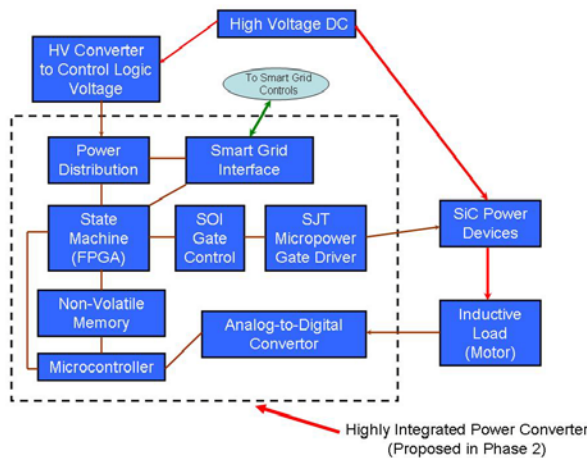 High Voltage DC
HV Converter
to Control Logic
Voltage
To Smart Grid
Controls
Power
Distribution
Smart Grid
Interface
State
Machine
(FPGA)
SOI
Gate
Control
SJT
Micropower
Gate Driver
SiC Power
Devices
Non-Volatile
Memory
Analog-to-Digital
Convertor
Inductive
Load
(Motor)
Microcontroller
Highly Integrated Power Converter
(Proposed in Phase 2)